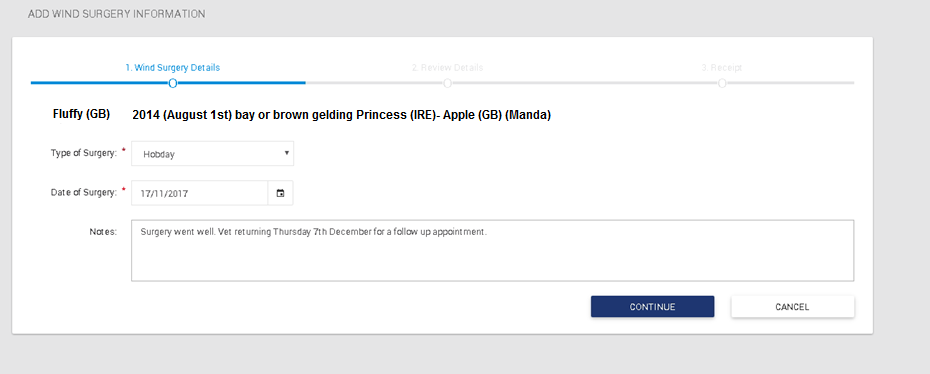 ADD WIND SURGERY INFORMATION
1. Wind Surgery Details 2. Review Details 3. Receipt
Fluffy (GB) 2014 (August 1st) bay or brown gelding Princess (IRE)- Apple (GB) (Manda)
Type of Surgery: * Hobday
Date of Surgery: * 17/11/2017
Notes: Surgery went well. Vet returning Thursday 7th December for a follow up appointment.
CONTINUE CANCEL